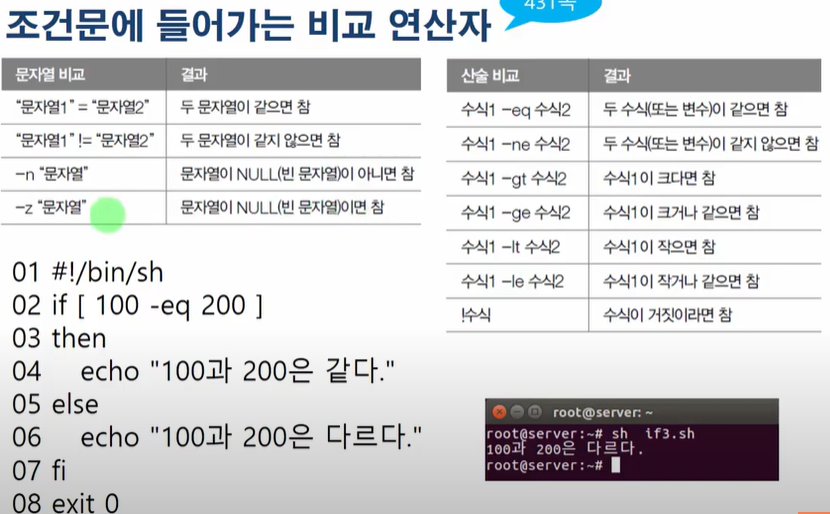 조건문에 들어가는 비교 연산자
431쪽
문자열 비교 결과
"문자열1" = "문자열2" 두 문자열이 같으면 참
"문자열1" != "문자열2" 두 문자열이 같지 않으면 참
-n "문자열" 문자열이 NULL(빈 문자열)이 아니면 참
-z "문자열" 문자열이 NULL(빈 문자열)이면 참
산술 비교 결과
수식1 -eq 수식2 두 수식(또는 변수)이 같으면 참
수식1 -ne 수식2 두 수식(또는 변수)이 같지 않으면 참
수식1 -gt 수식2 수식1이 크다면 참
수식1 -ge 수식2 수식1이 크거나 같으면 참
수식1 -lt 수식2 수식1이 작으면 참
수식1 -le 수식2 수식1이 작거나 같으면 참
!수식 수식이 거짓이라면 참
01 #!/bin/sh
02 if [ 100 -eq 200 ]
03 then
04 echo "100과 200은 같다."
05 else
06 echo "100과 200은 다르다."
07 fi
08 exit 0
root@server: ~
root@server:~# sh if3.sh
100과 200은 다르다.
root@server:~#